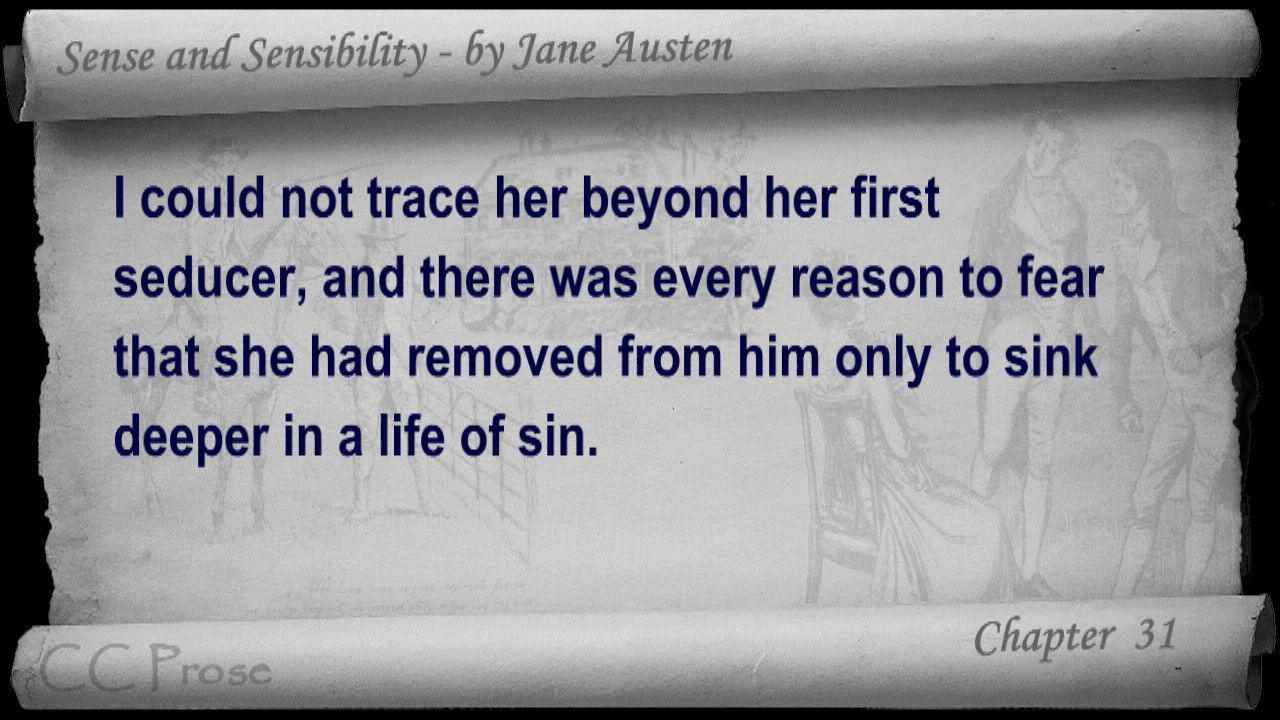 Sense and Sensibility - by Jane Austen
I could not trace her beyond her first
seducer, and there was every reason to fear
that she had removed from him only to sink
deeper in a life of sin.
Chapter 31
CC Prose